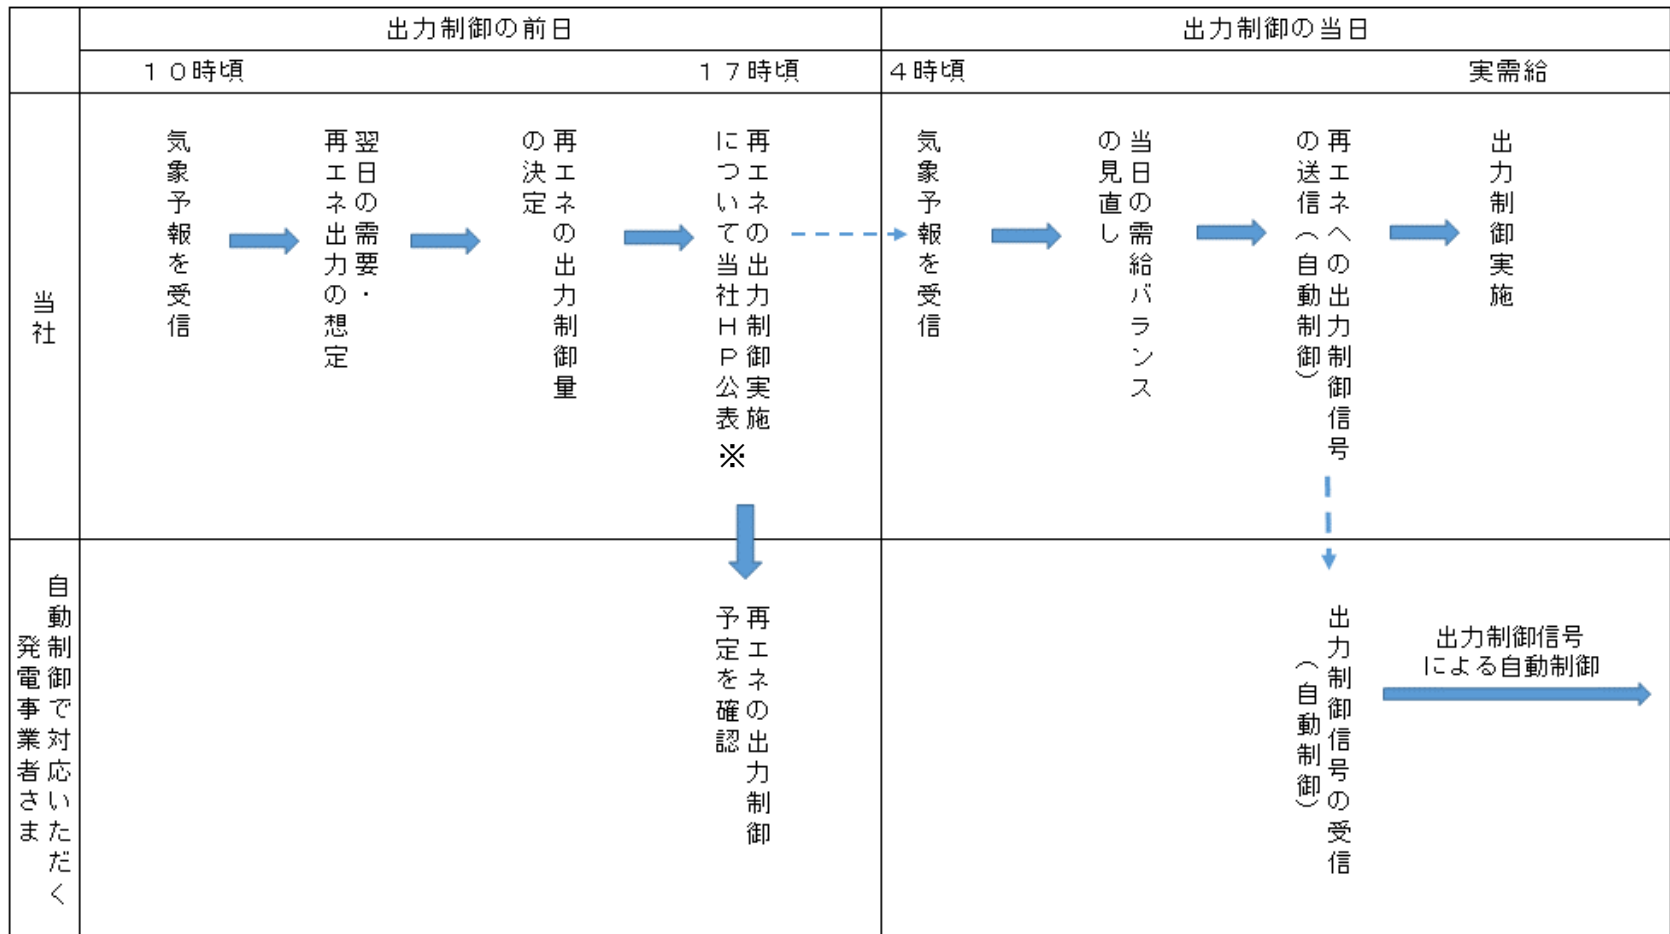 出力制御の前日
出力制御の当日
１０時頃
１７時頃
４時頃
実需給
当社
気象予報を受信
翌日の需要・
再エネ出力の想定
再エネの出力制御量
の決定
再エネの出力制御実施
について当社ＨＰ公表
※
気象予報を受信
当日の需給バランス
の見直し
再エネへの出力制御信号
の送信（自動制御）
出力制御実施
自動制御で対応いただく
発電事業者さま
再エネの出力制御
予定を確認
出力制御信号の受信
（自動制御）
出力制御信号
による自動制御